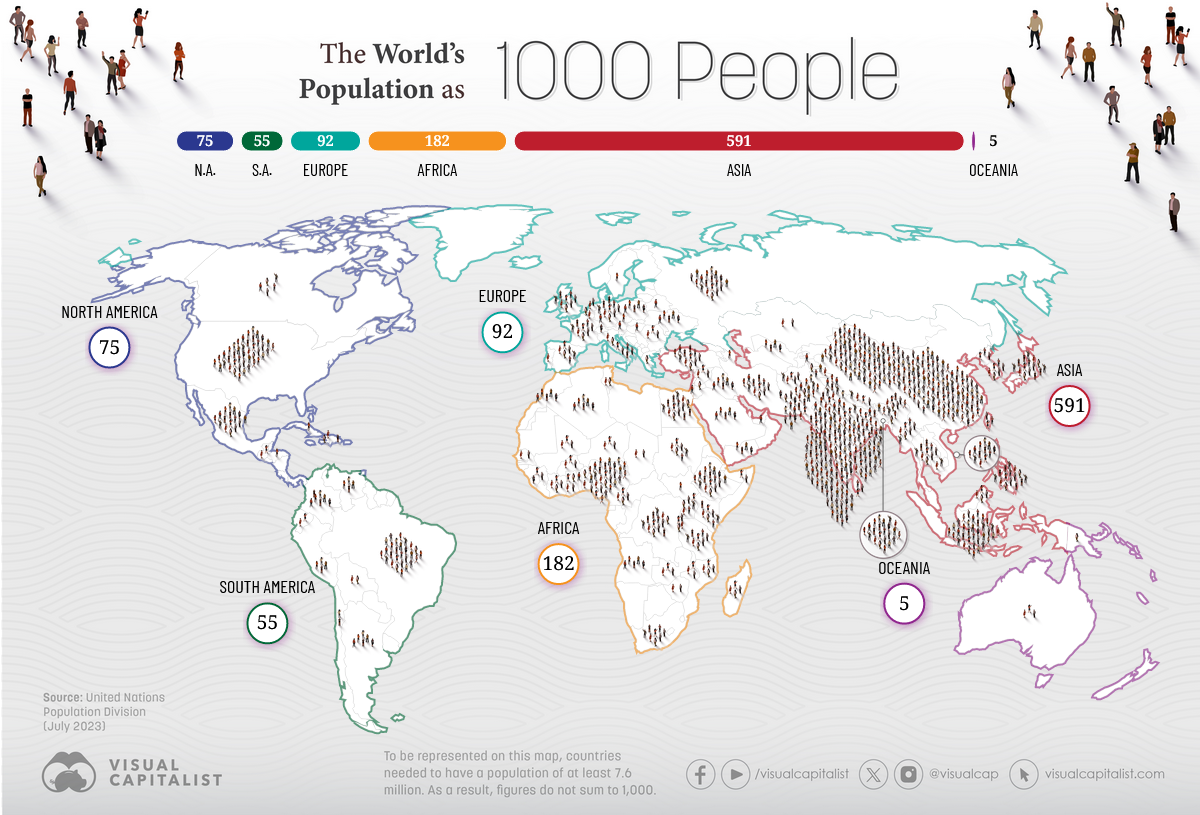 The World's
Population as
1000 People
75
55
92
182
591
5
N.A.
S.A.
EUROPE
AFRICA
ASIA
OCEANIA
NORTH AMERICA
75
EUROPE
92
ASIA
591
AFRICA
182
OCEANIA
5
SOUTH AMERICA
55
Source: United Nations
Population Division
(July 2023)
VISUAL
CAPITALIST
To be represented on this map, countries
needed to have a population of at least 7.6
million. As a result, figures do not sum to 1,000.
/visualcapitalist
@visualcap
visualcapitalist.com